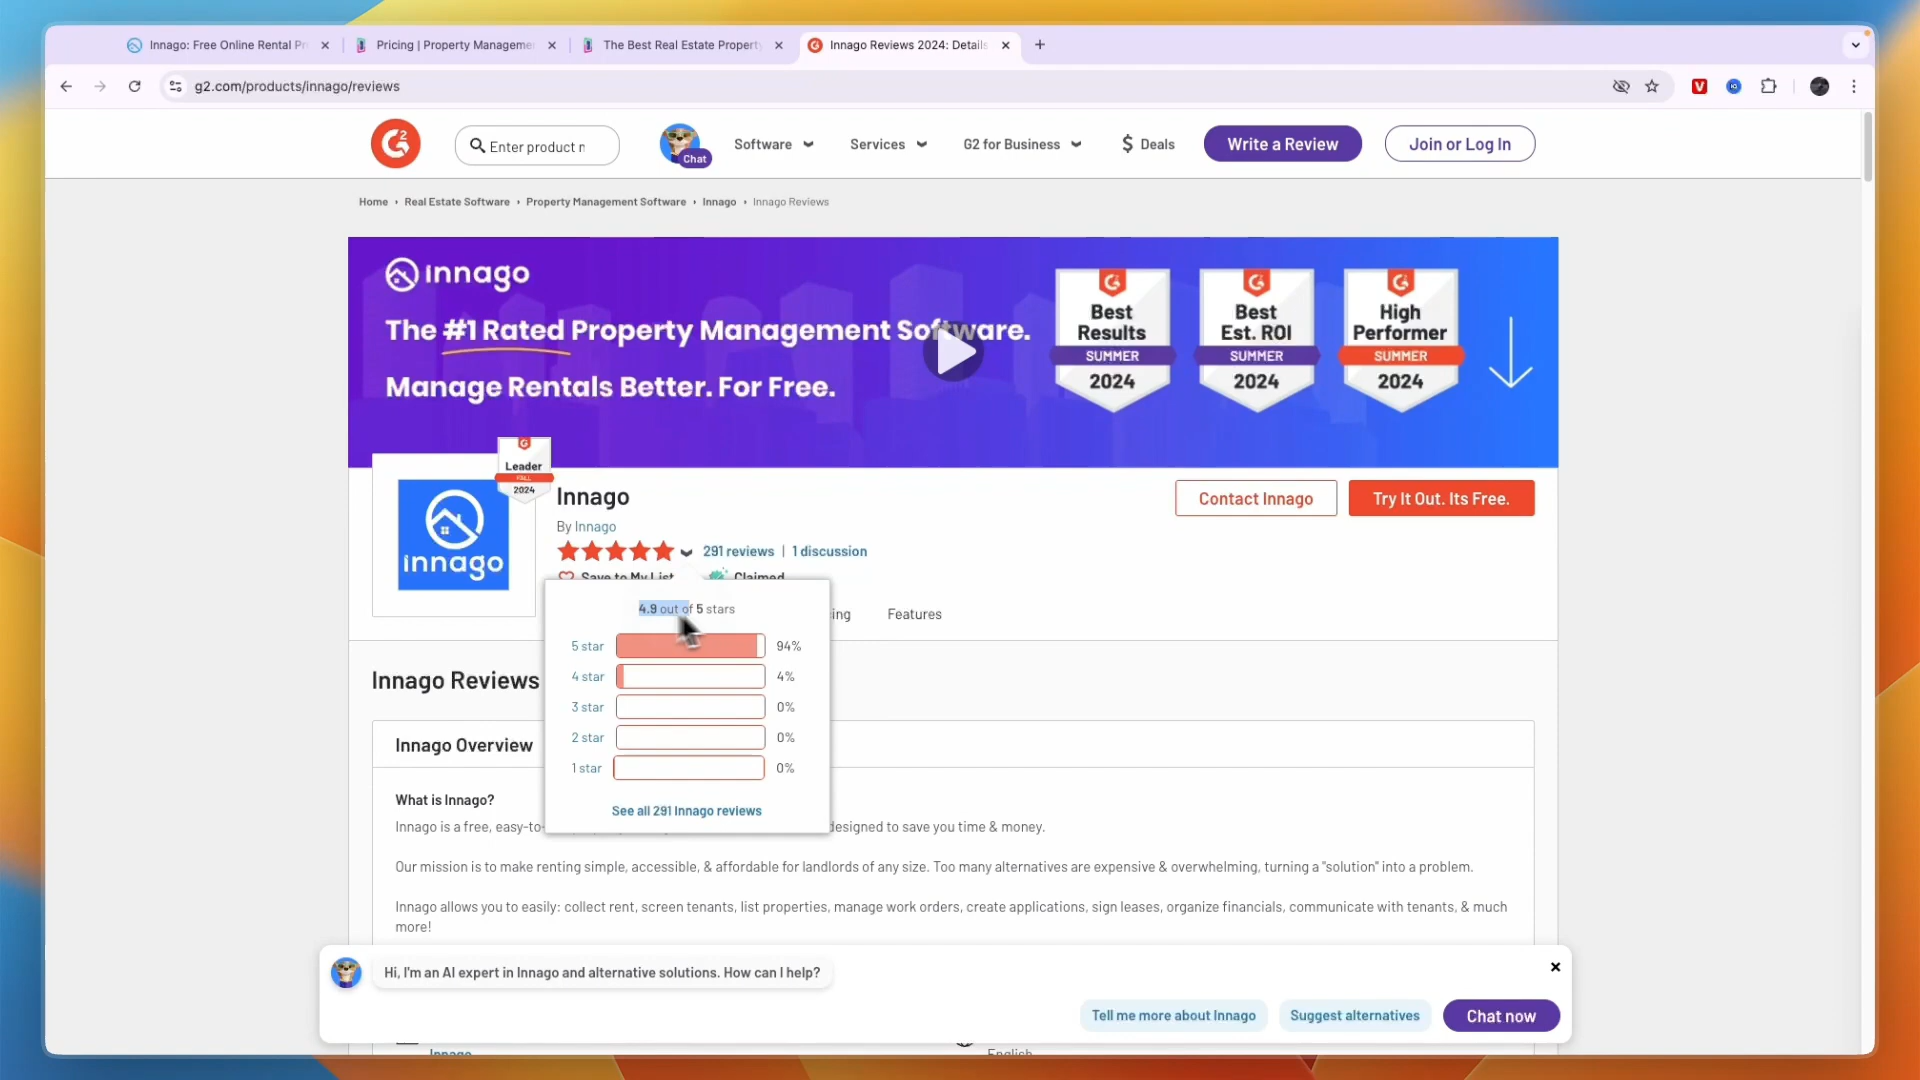 Innago: Free Online Rental Pr
Pricing | Property Manageme
The Best Real Estate Property
Innago Reviews 2024: Details
g2.com/products/innago/reviews
Enter product n
Chat
Software
Services
G2 for Business
$ Deals
Write a Review
Join or Log In
Home › Real Estate Software › Property Management Software › Innago › Innago Reviews
innago
The #1 Rated Property Management Software.
Manage Rentals Better. For Free.
Best Results
SUMMER
2024
Best Est. ROI
SUMMER
2024
High Performer
SUMMER
2024
Leader
FALL
2024
innago
Innago
By Innago
291 reviews | 1 discussion
Contact Innago
Try It Out. Its Free.
Save to My List
Claimed
4.9 out of 5 stars
ing
Features
5 star 94%
4 star 4%
3 star 0%
2 star 0%
1 star 0%
See all 291 Innago reviews
Innago Reviews
Innago Overview
What is Innago?
Innago is a free, easy-to- designed to save you time & money.
Our mission is to make renting simple, accessible, & affordable for landlords of any size. Too many alternatives are expensive & overwhelming, turning a "solution" into a problem.
Innago allows you to easily: collect rent, screen tenants, list properties, manage work orders, create applications, sign leases, organize financials, communicate with tenants, & much
more!
Hi, I'm an AI expert in Innago and alternative solutions. How can I help?
Tell me more about Innago
Suggest alternatives
Chat now
Innago
English